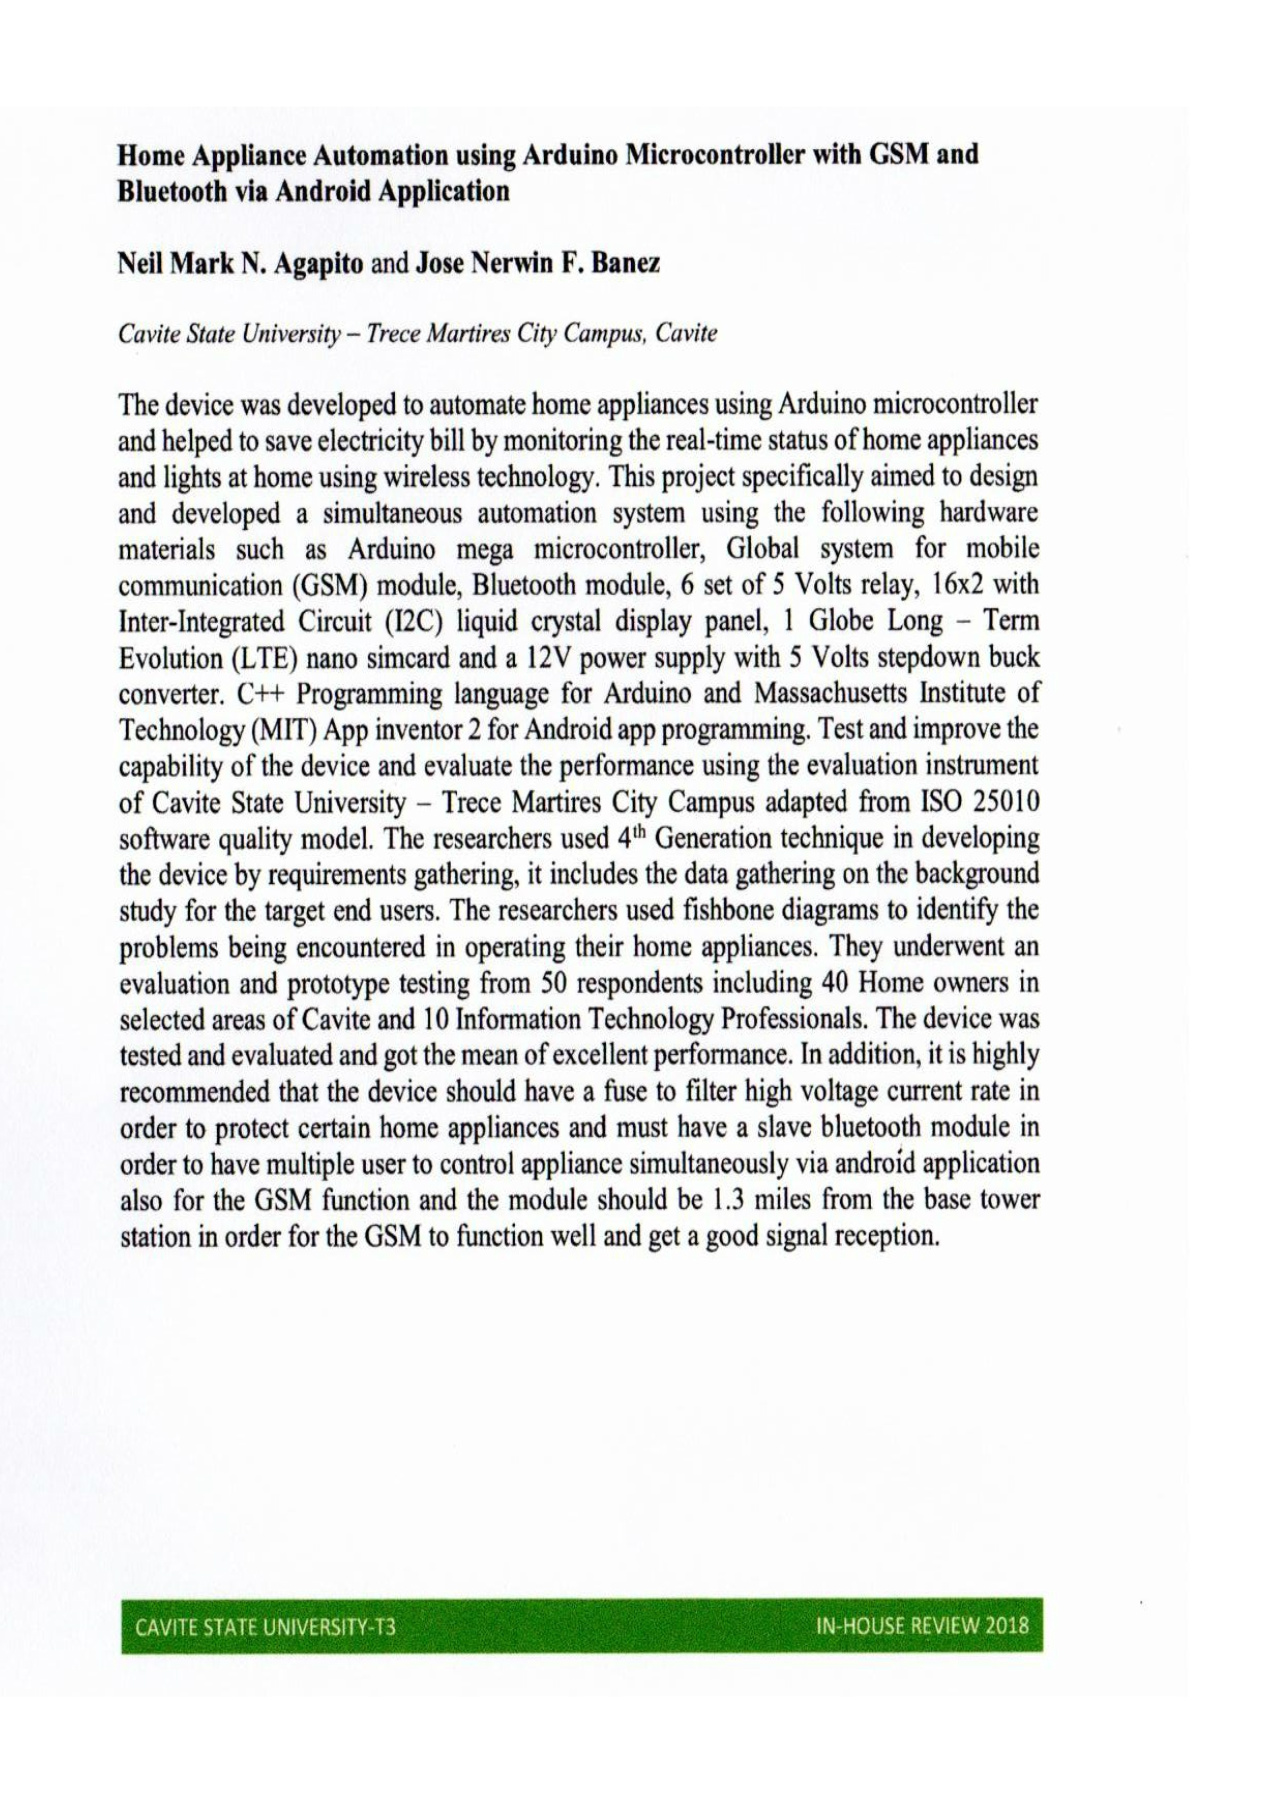 Home Appliance Automation using Arduino Microcontroller with GSM and
Bluetooth via Android Application
Neil Mark N. Agapito and Jose Nerwin F. Banez
Cavite State University – Trece Martires City Campus, Cavite
The device was developed to automate home appliances using Arduino microcontroller
and helped to save electricity bill by monitoring the real-time status of home appliances
and lights at home using wireless technology. This project specifically aimed to design
and developed a simultaneous automation system using the following hardware
materials such as Arduino mega microcontroller, Global system for mobile
communication (GSM) module, Bluetooth module, 6 set of 5 Volts relay, 16x2 with
Inter-Integrated Circuit (I2C) liquid crystal display panel, 1 Globe Long – Term
Evolution (LTE) nano simcard and a 12V power supply with 5 Volts stepdown buck
converter. C++ Programming language for Arduino and Massachusetts Institute of
Technology (MIT) App inventor 2 for Android app programming. Test and improve the
capability of the device and evaluate the performance using the evaluation instrument
of Cavite State University – Trece Martires City Campus adapted from ISO 25010
software quality model. The researchers used 4th Generation technique in developing
the device by requirements gathering, it includes the data gathering on the background
study for the target end users. The researchers used fishbone diagrams to identify the
problems being encountered in operating their home appliances. They underwent an
evaluation and prototype testing from 50 respondents including 40 Home owners in
selected areas of Cavite and 10 Information Technology Professionals. The device was
tested and evaluated and got the mean of excellent performance. In addition, it is highly
recommended that the device should have a fuse to filter high voltage current rate in
order to protect certain home appliances and must have a slave bluetooth module in
order to have multiple user to control appliance simultaneously via android application
also for the GSM function and the module should be 1.3 miles from the base tower
station in order for the GSM to function well and get a good signal reception.
CAVITE STATE UNIVERSITY-T3
IN-HOUSE REVIEW 2018